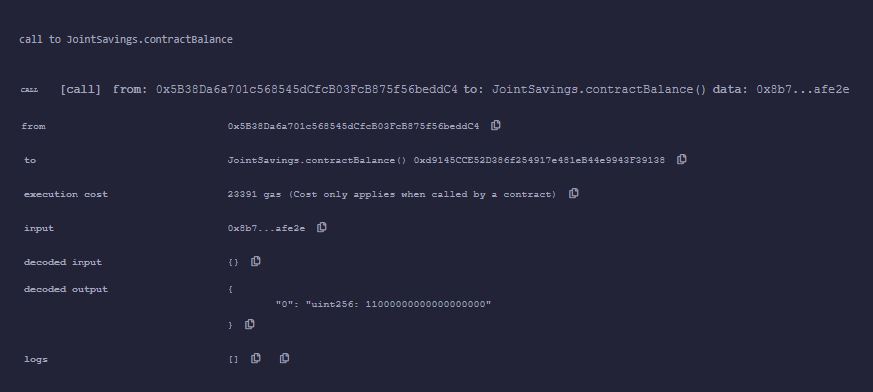 call to JointSavings.contractBalance
CALL [call] from: 0x5B38Da6a701c568545dCfcB03FcB875f56beddC4 to: JointSavings.contractBalance() data: 0x8b7...afe2e
from 0x5B38Da6a701c568545dCfcB03FcB875f56beddC4
to JointSavings.contractBalance() 0xd9145CCE52D386f254917e481eB44e9943F39138
execution cost 23391 gas (Cost only applies when called by a contract)
input 0x8b7...afe2e
decoded input {}
decoded output {
"0": "uint256: 11000000000000000000"
}
logs []